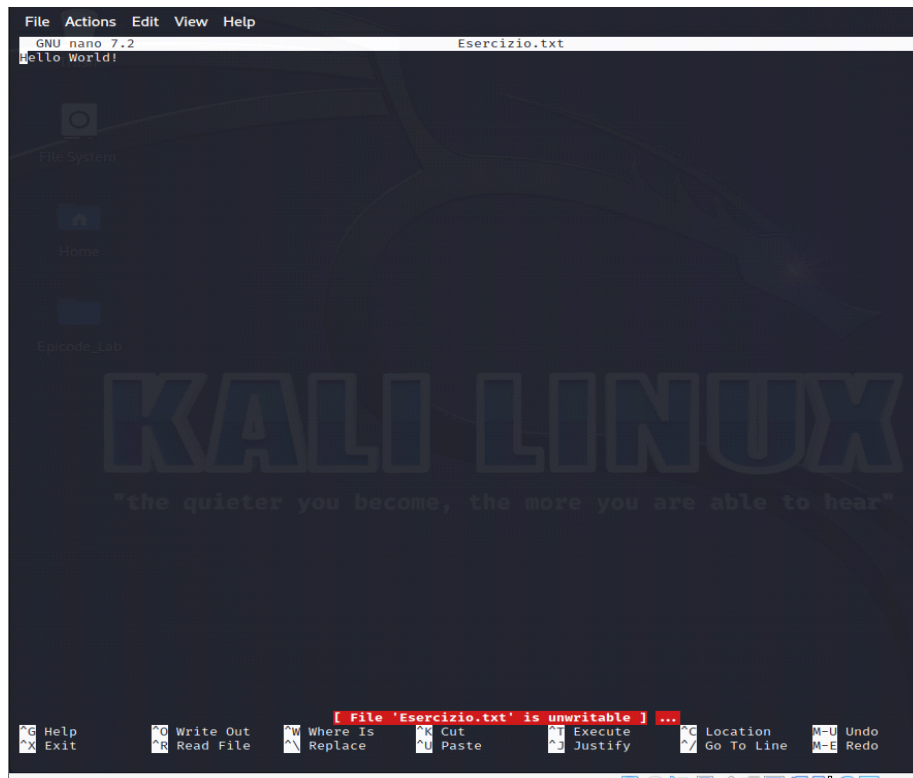 File Actions Edit View Help
GNU nano 7.2 Esercizio.txt
Hello World!
File System
Home
Epicode_Lab
KALI LINUX
"the quieter you become, the more you are able to hear"
[ File 'Esercizio.txt' is unwritable ] ...
^G Help ^O Write Out ^W Where Is ^K Cut ^T Execute ^C Location M-U Undo
^X Exit ^R Read File ^\ Replace ^U Paste ^J Justify ^/ Go To Line M-E Redo